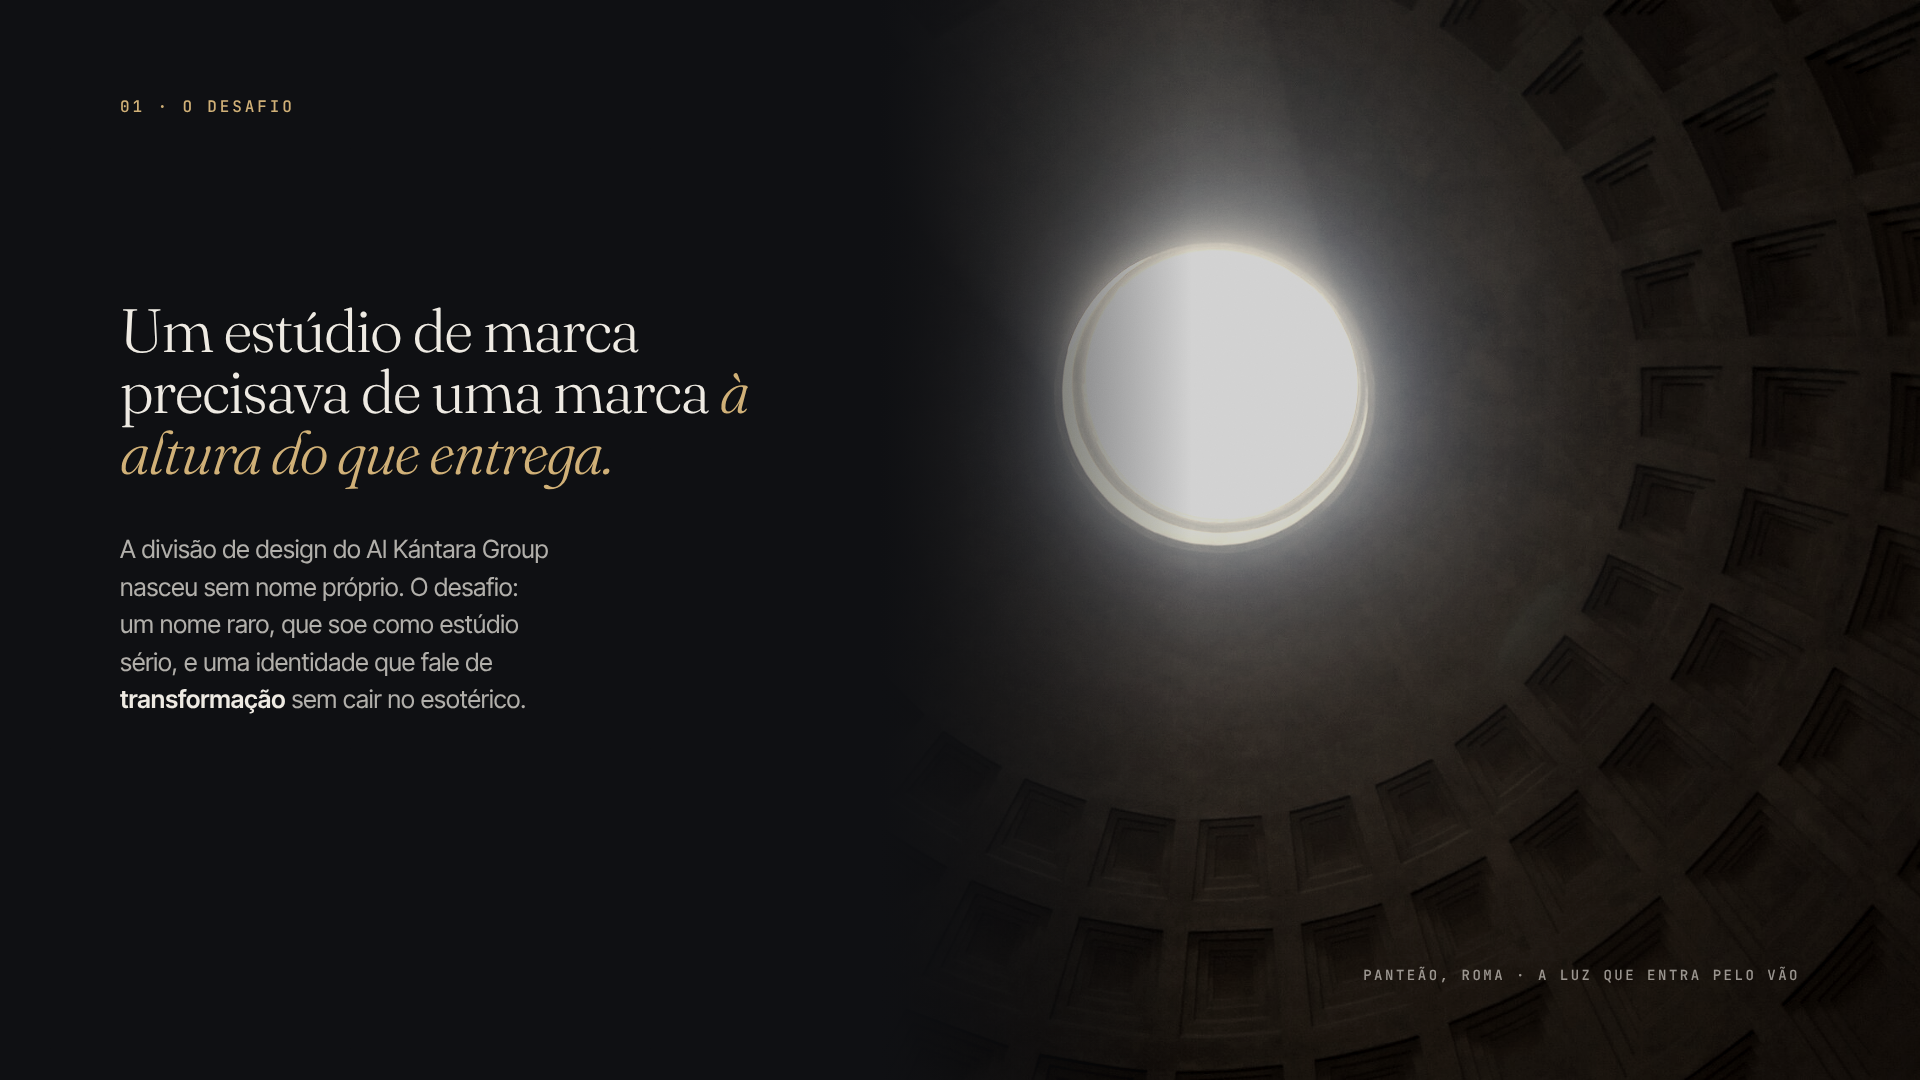 01 · O DESAFIO
Um estúdio de marca
precisava de uma marca à
altura do que entrega.
A divisão de design do Al Kántara Group
nasceu sem nome próprio. O desafio:
um nome raro, que soe como estúdio
sério, e uma identidade que fale de
transformação sem cair no esotérico.
PANTEÃO, ROMA · A LUZ QUE ENTRA PELO VÃO